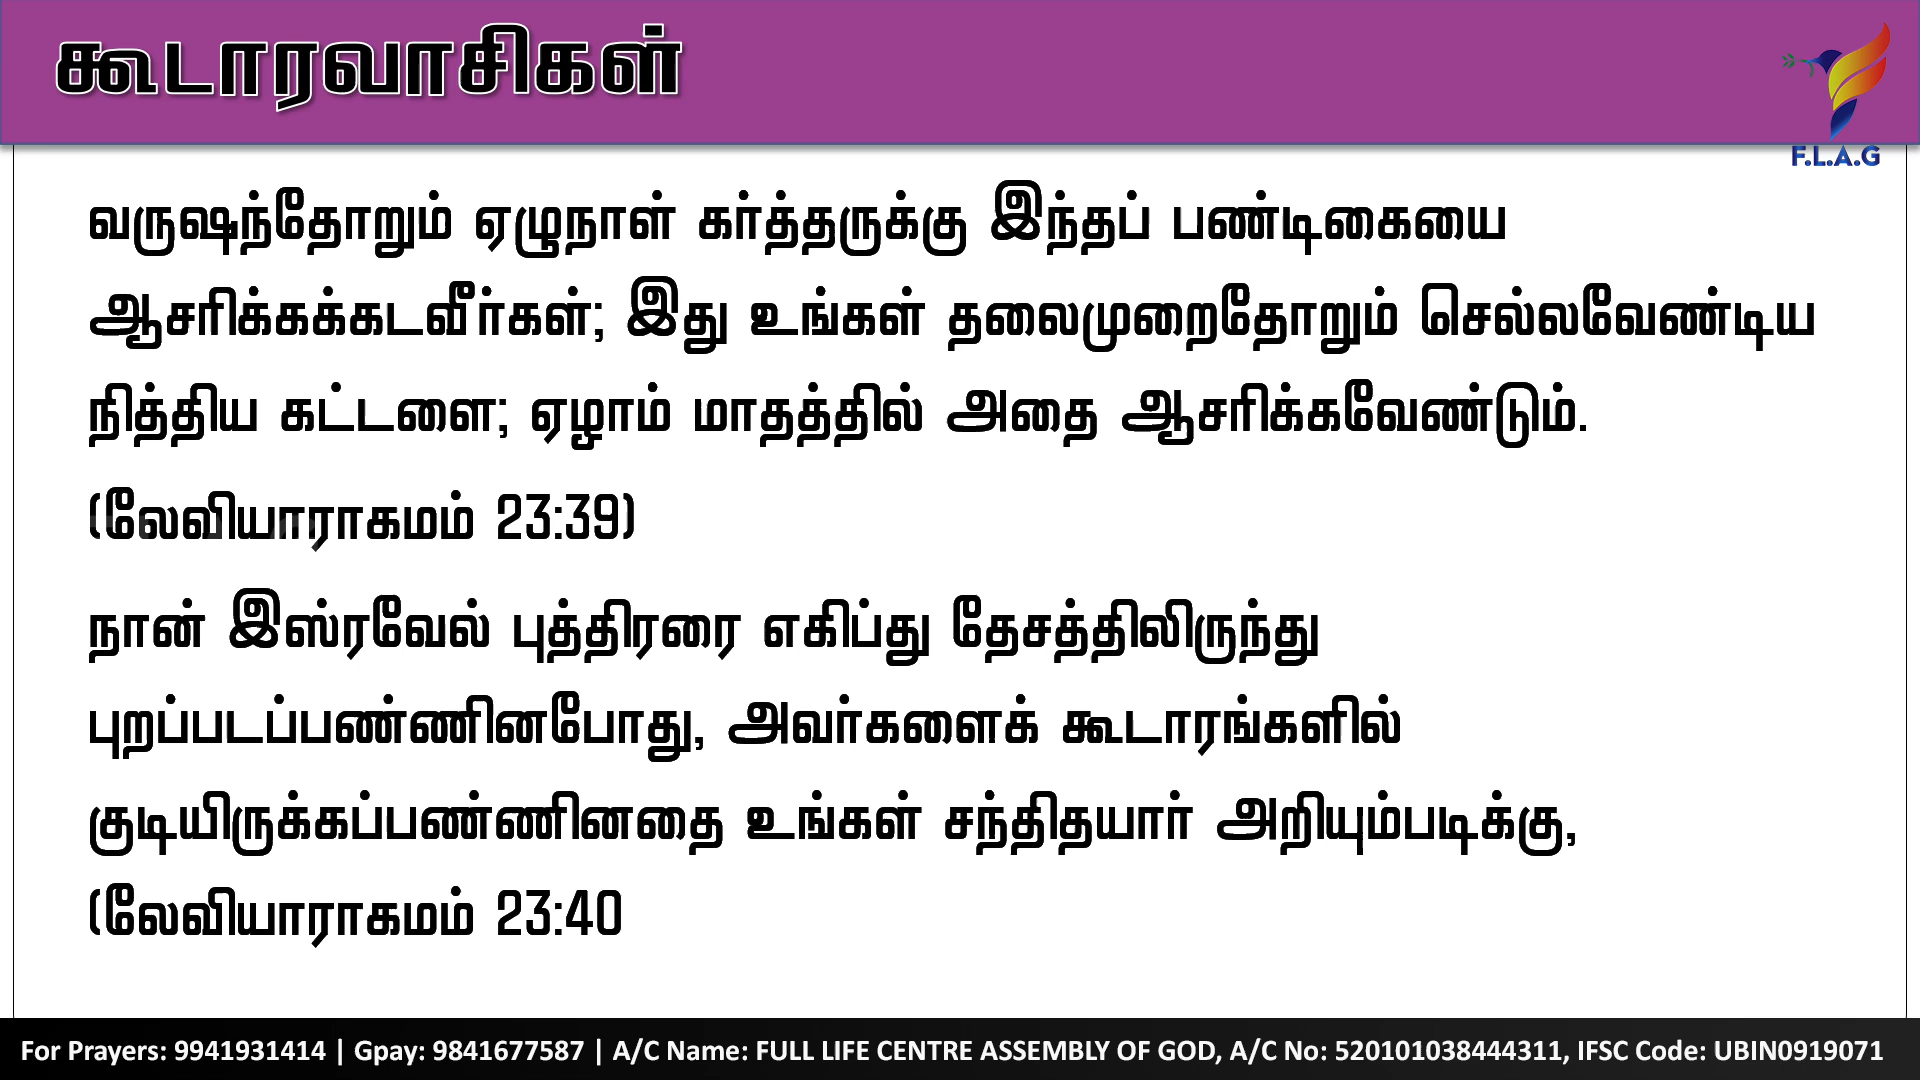 கூடாரவாசிகள்
F.L.A.G
வருஷந்தோறும் ஏழுநாள் கர்த்தருக்கு இந்தப் பண்டிகையை
ஆசரிக்கக்கடவீர்கள்; இது உங்கள் தலைமுறைதோறும் செல்லவேண்டிய
நித்திய கட்டளை; ஏழாம் மாதத்தில் அதை ஆசரிக்கவேண்டும்.
(லேவியாராகமம் 23:39)
நான் இஸ்ரவேல் புத்திரரை எகிப்து தேசத்திலிருந்து
புறப்படப்பண்ணினபோது, அவர்களைக் கூடாரங்களில்
குடியிருக்கப்பண்ணினதை உங்கள் சந்திதயார் அறியும்படிக்கு,
(லேவியாராகமம் 23:40
For Prayers: 9941931414 | Gpay: 9841677587 | A/C Name: FULL LIFE CENTRE ASSEMBLY OF GOD, A/C No: 520101038444311, IFSC Code: UBIN0919071